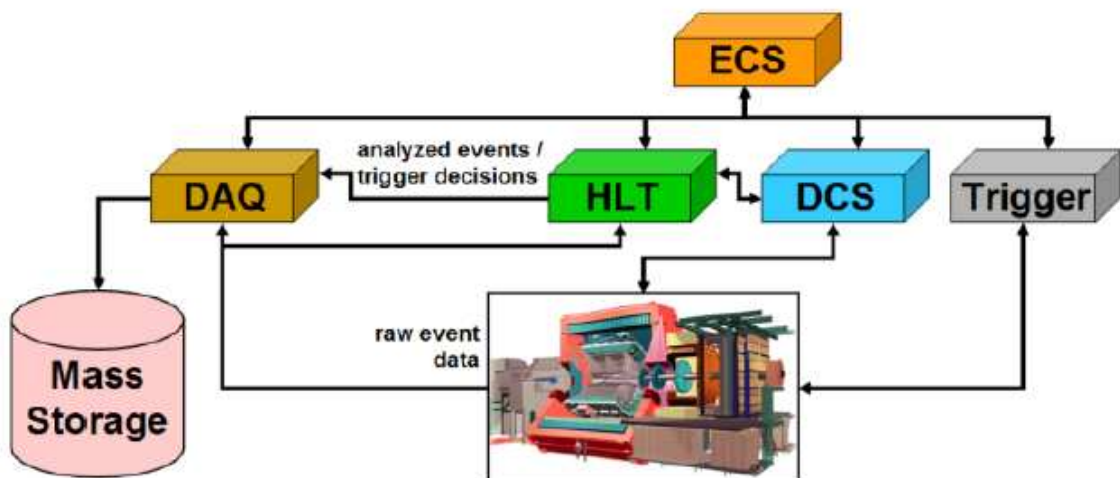 ECS
analyzed events /
trigger decisions
DAQ
HLT
DCS
Trigger
raw event
data
Mass
Storage